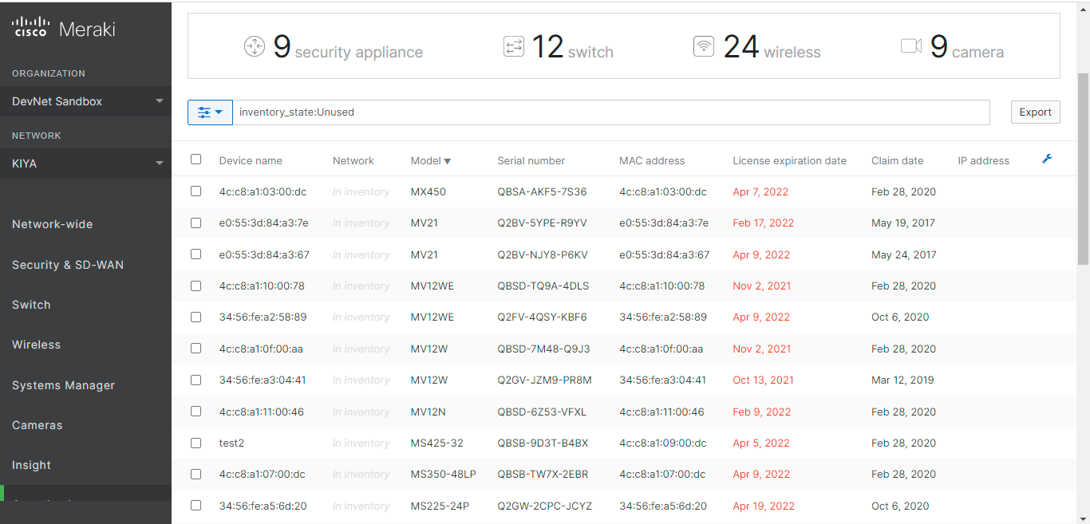 CISCO Meraki
9 security appliance 12 switch 24 wireless 9 camera
ORGANIZATION
DevNet Sandbox
inventory_state:Unused Export
NETWORK
KIYA
Device name Network Model ▼ Serial number MAC address License expiration date Claim date IP address
4c:c8:a1:03:00:dc In inventory MX450 QBSA-AKF5-7S36 4c:c8:a1:03:00:dc Apr 7, 2022 Feb 28, 2020
Network-wide
e0:55:3d:84:a3:7e In inventory MV21 Q2BV-5YPE-R9YV e0:55:3d:84:a3:7e Feb 17, 2022 May 19, 2017
Security & SD-WAN
e0:55:3d:84:a3:67 In inventory MV21 Q2BV-NJY8-P6KV e0:55:3d:84:a3:67 Apr 9, 2022 May 24, 2017
4c:c8:a1:10:00:78 In inventory MV12WE QBSD-TQ9A-4DLS 4c:c8:a1:10:00:78 Nov 2, 2021 Feb 28, 2020
Switch
34:56:fe:a2:58:89 In inventory MV12WE Q2FV-4QSY-KBF6 34:56:fe:a2:58:89 Apr 9, 2022 Oct 6, 2020
Wireless
4c:c8:a1:0f:00:aa In inventory MV12W QBSD-7M48-Q9J3 4c:c8:a1:0f:00:aa Nov 2, 2021 Feb 28, 2020
Systems Manager
34:56:fe:a3:04:41 In inventory MV12W Q2GV-JZM9-PR8M 34:56:fe:a3:04:41 Oct 13, 2021 Mar 12, 2019
4c:c8:a1:11:00:46 In inventory MV12N QBSD-6Z53-VFXL 4c:c8:a1:11:00:46 Feb 9, 2022 Feb 28, 2020
Cameras
test2 In inventory MS425-32 QBSB-9D3T-B4BX 4c:c8:a1:09:00:dc Apr 5, 2022 Feb 28, 2020
Insight
4c:c8:a1:07:00:dc In inventory MS350-48LP QBSB-TW7X-2EBR 4c:c8:a1:07:00:dc Apr 9, 2022 Feb 28, 2020
34:56:fe:a5:6d:20 In inventory MS225-24P Q2GW-2CPC-JCYZ 34:56:fe:a5:6d:20 Apr 19, 2022 Oct 6, 2020